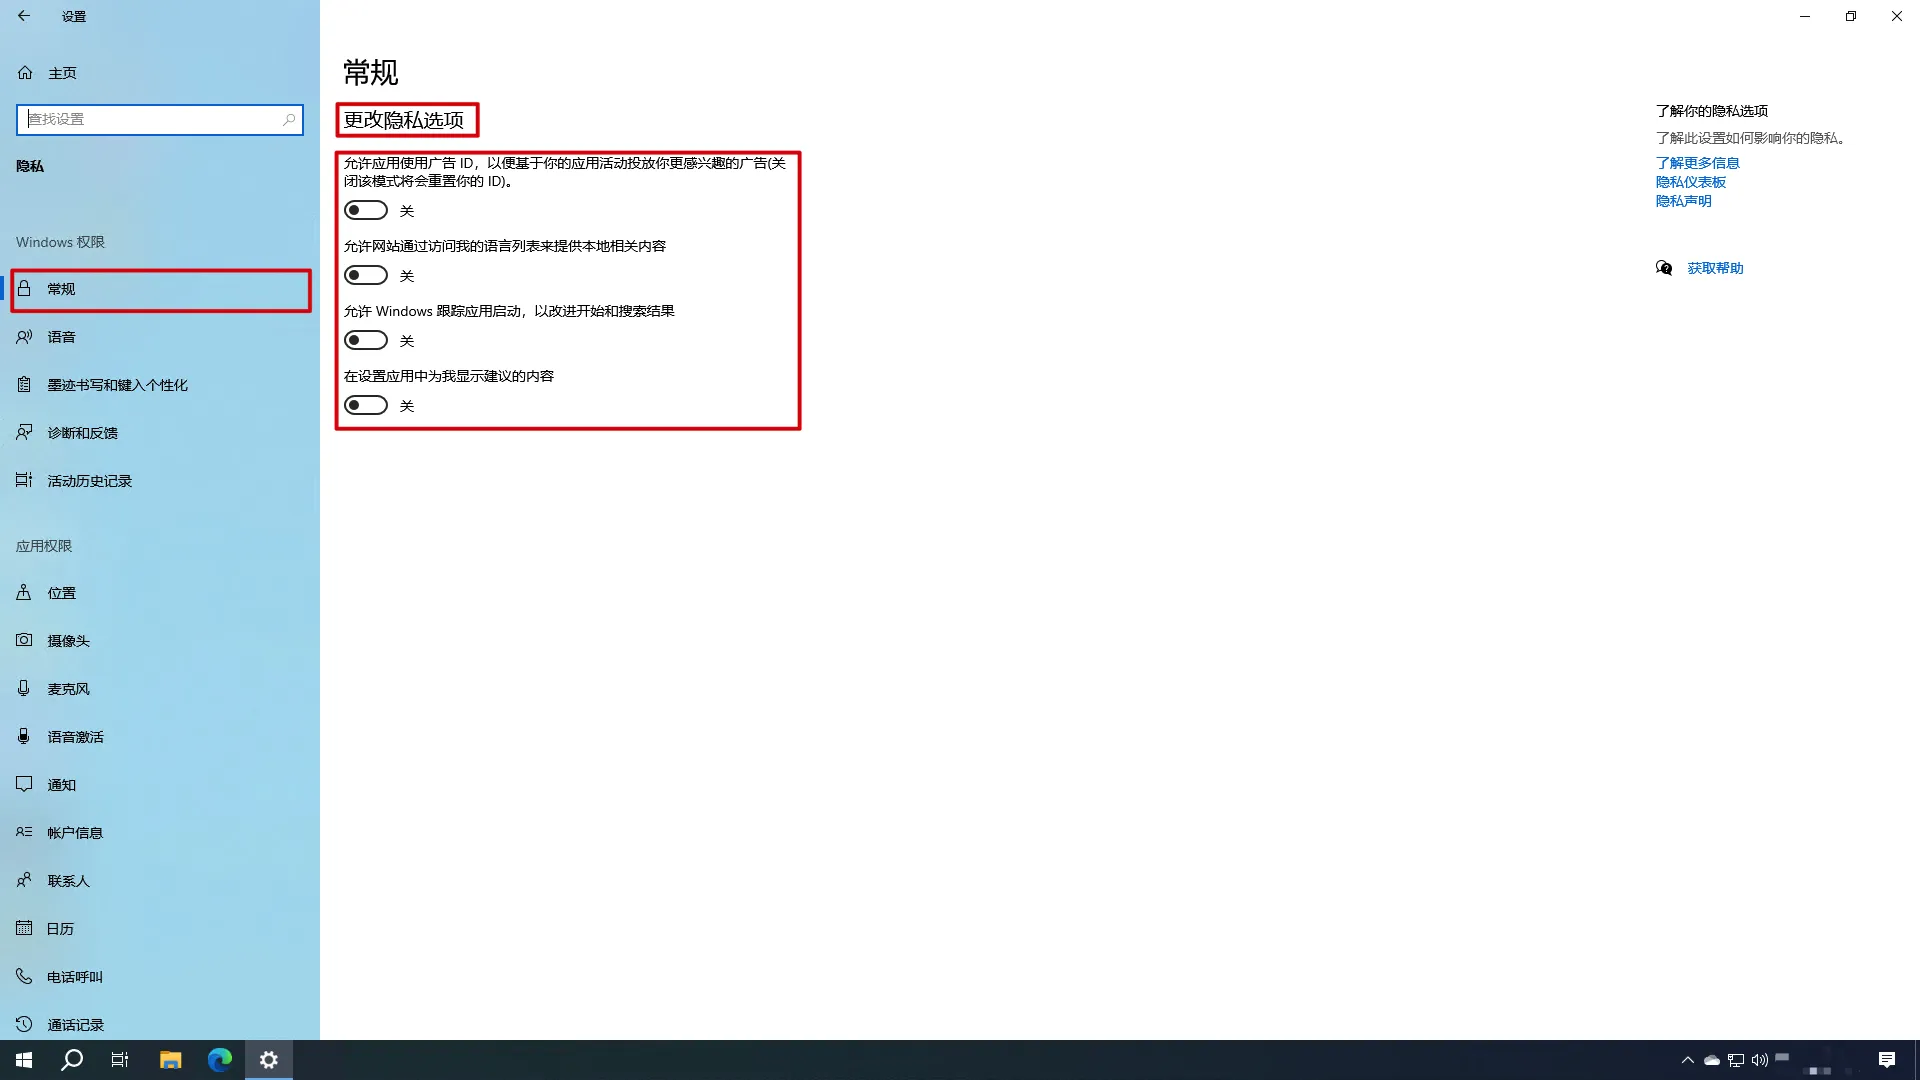 设置
主页
查找设置
隐私
Windows 权限
常规
语音
墨迹书写和键入个性化
诊断和反馈
活动历史记录
应用权限
位置
摄像头
麦克风
语音激活
通知
帐户信息
联系人
日历
电话呼叫
通话记录
常规
更改隐私选项
允许应用使用广告 ID，以便基于你的应用活动投放你更感兴趣的广告(关
闭该模式将会重置你的 ID)。
关
允许网站通过访问我的语言列表来提供本地相关内容
关
允许 Windows 跟踪应用启动，以改进开始和搜索结果
关
在设置应用中为我显示建议的内容
关
了解你的隐私选项
了解此设置如何影响你的隐私。
了解更多信息
隐私仪表板
隐私声明
获取帮助